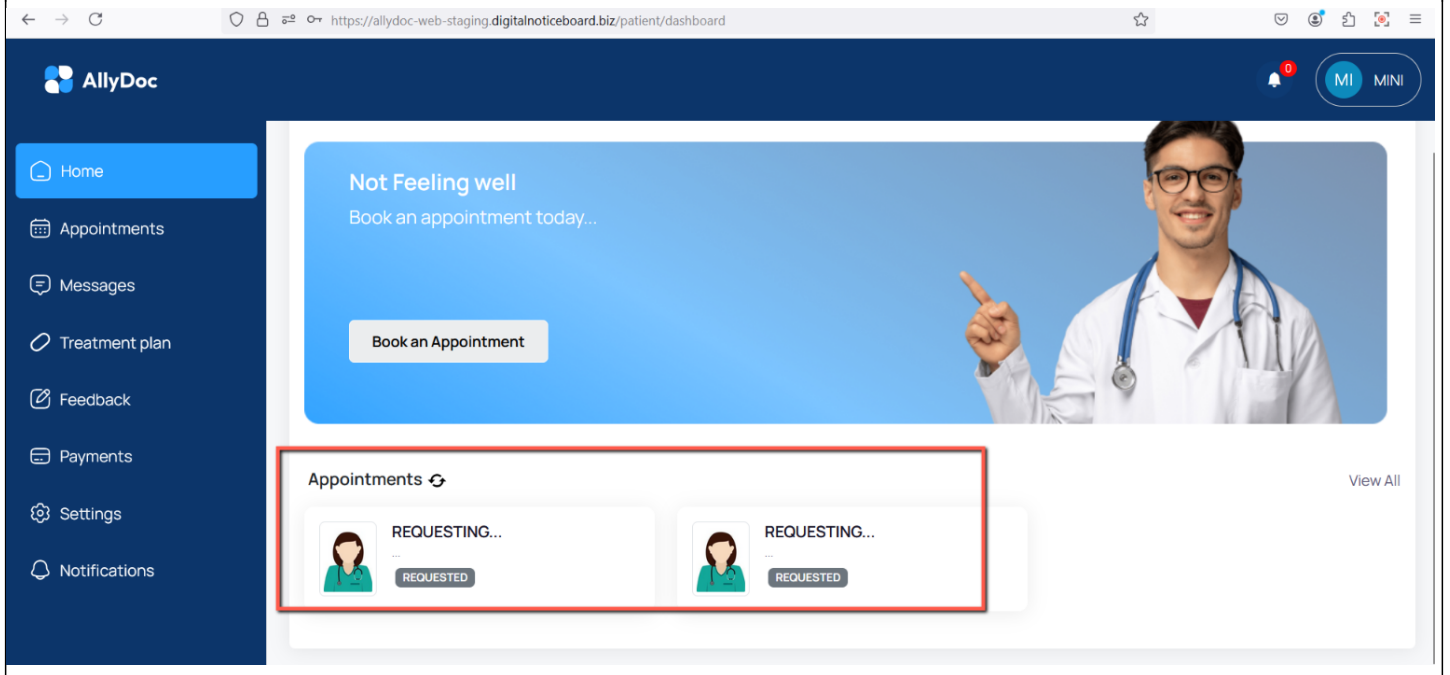 https://allydoc-web-staging.digitalnoticeboard.biz/patient/dashboard
AllyDoc
0
MI MINI
Home
Appointments
Messages
Treatment plan
Feedback
Payments
Settings
Notifications
Not Feeling well
Book an appointment today...
Book an Appointment
Appointments
View All
REQUESTING...
...
REQUESTED
REQUESTING...
...
REQUESTED